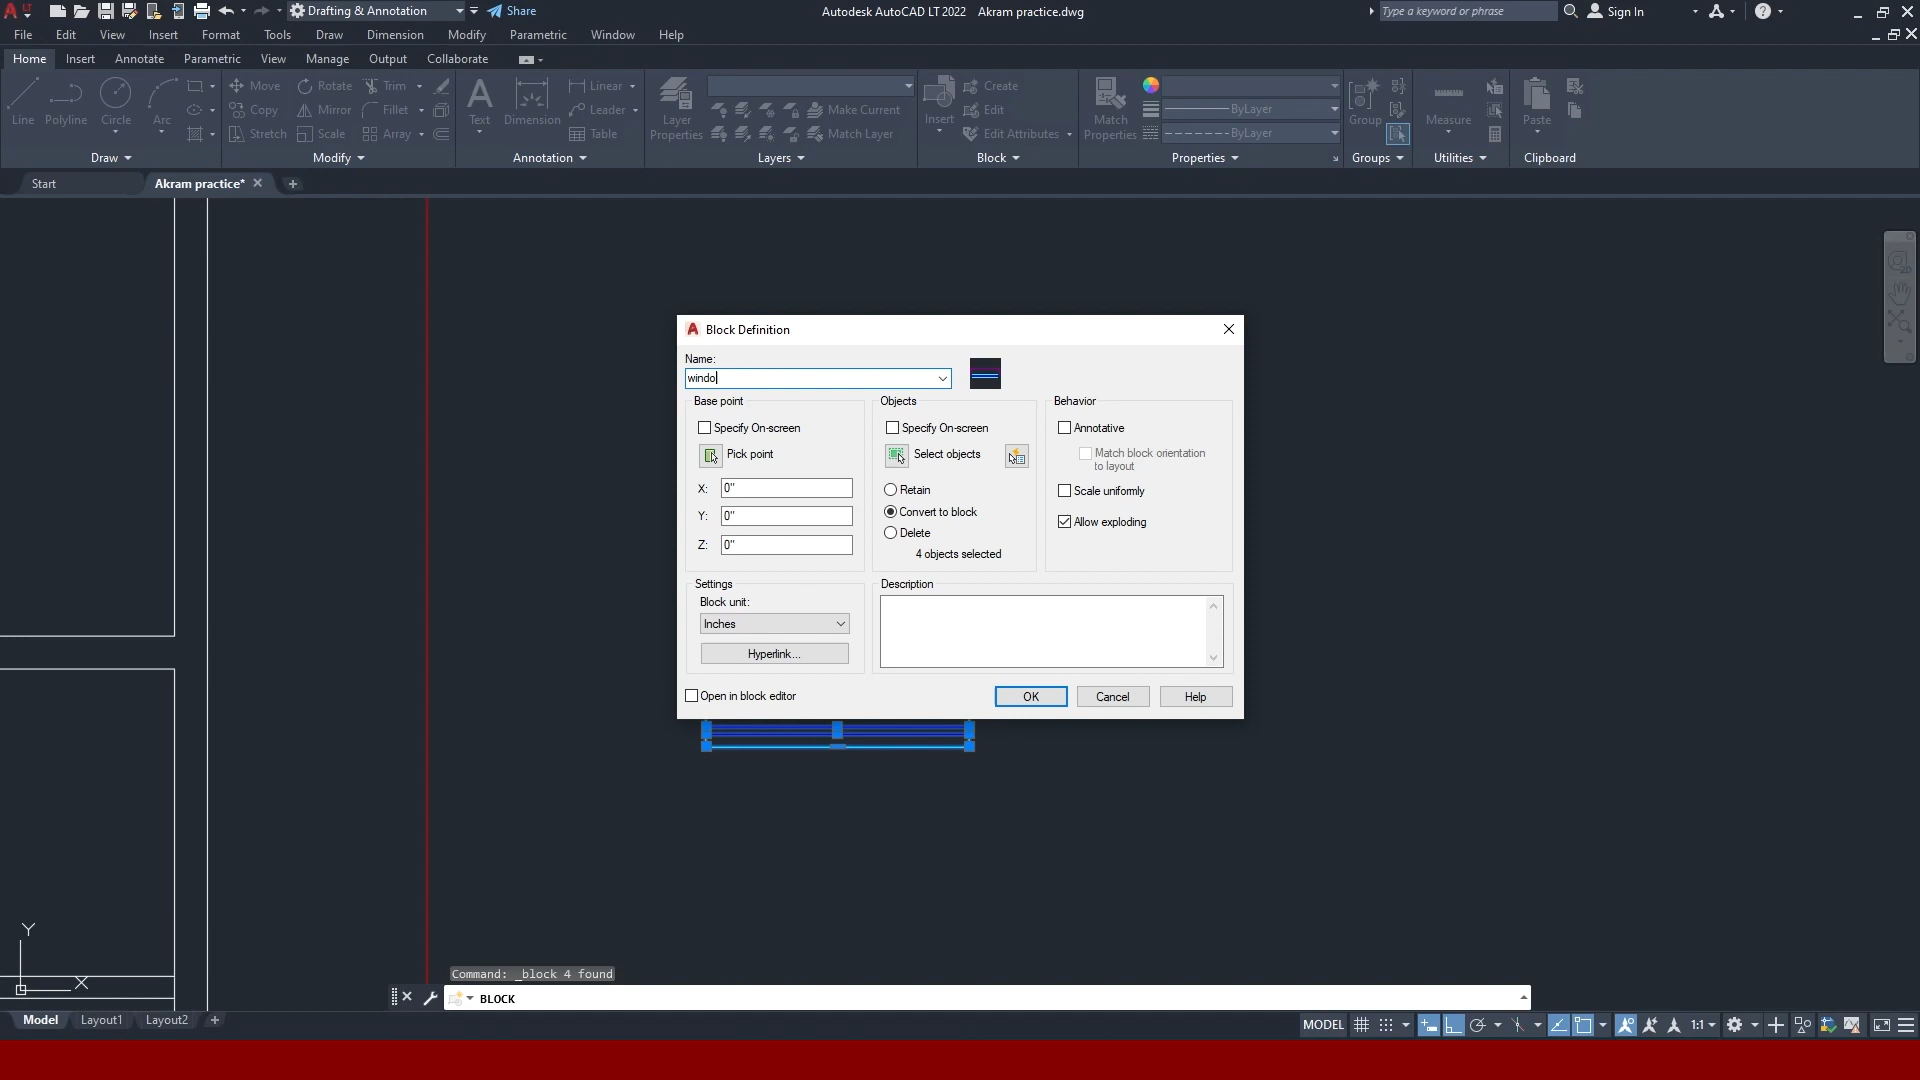 Drafting & Annotation
Share
Autodesk AutoCAD LT 2022 Akram practice.dwg
Type a keyword or phrase
Sign In
File Edit View Insert Format Tools Draw Dimension Modify Parametric Window Help
Home Insert Annotate Parametric View Manage Output Collaborate
Line Polyline Circle Arc
Move Rotate Trim
Copy Mirror Fillet
Stretch Scale Array
Text Dimension
Linear
Leader
Table
Layer Properties
Make Current
Match Layer
Insert
Create
Edit
Edit Attributes
Match Properties
ByLayer
ByLayer
Group
Measure
Paste
Draw Modify Annotation Layers Block Properties Groups Utilities Clipboard
Start Akram practice*
Block Definition
Name:
windo
Base point
Specify On-screen
Pick point
X: 0"
Y: 0"
Z: 0"
Objects
Specify On-screen
Select objects
Retain
Convert to block
Delete
4 objects selected
Behavior
Annotative
Match block orientation
to layout
Scale uniformly
Allow exploding
Settings
Block unit:
Inches
Hyperlink...
Description
Open in block editor
OK Cancel Help
Y
X
Command: _block 4 found
BLOCK
Model Layout1 Layout2
MODEL
1:1